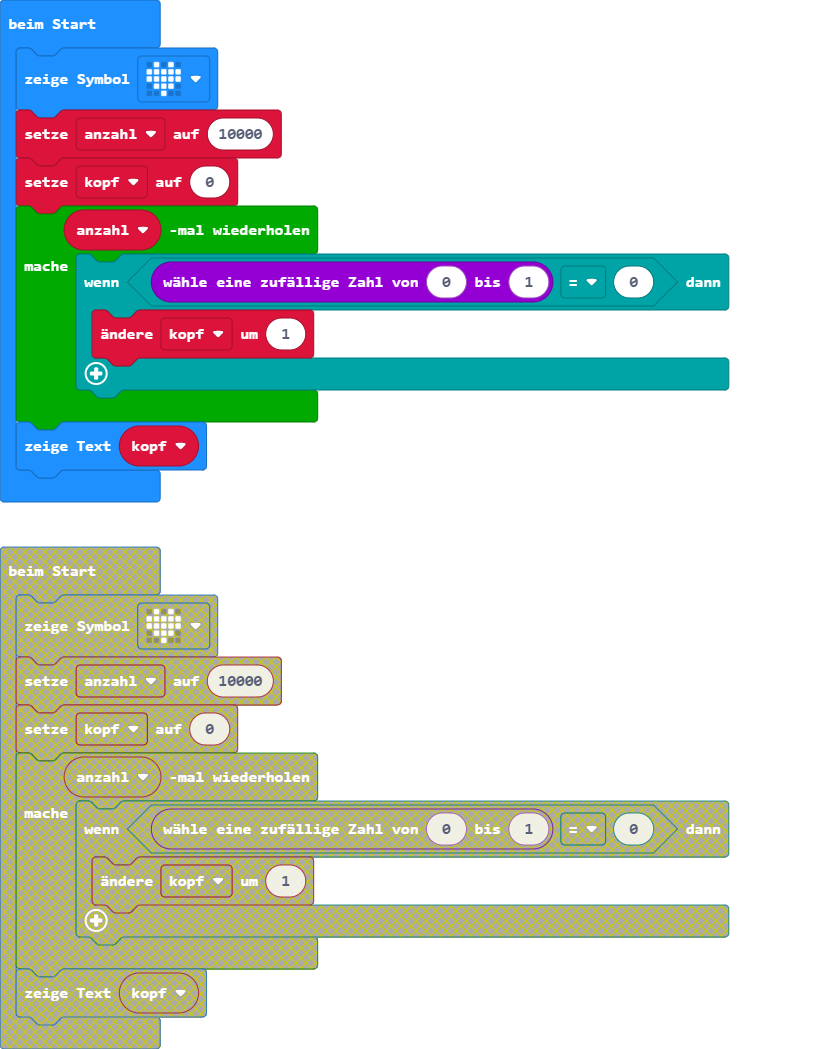 beim Start
zeige Symbol
setze anzahl auf 10000
setze kopf auf 0
anzahl -mal wiederholen
mache
wenn wähle eine zufällige Zahl von 0 bis 1 = 0 dann
ändere kopf um 1
zeige Text kopf
beim Start
zeige Symbol
setze anzahl auf 10000
setze kopf auf 0
anzahl -mal wiederholen
mache
wenn wähle eine zufällige Zahl von 0 bis 1 = 0 dann
ändere kopf um 1
zeige Text kopf